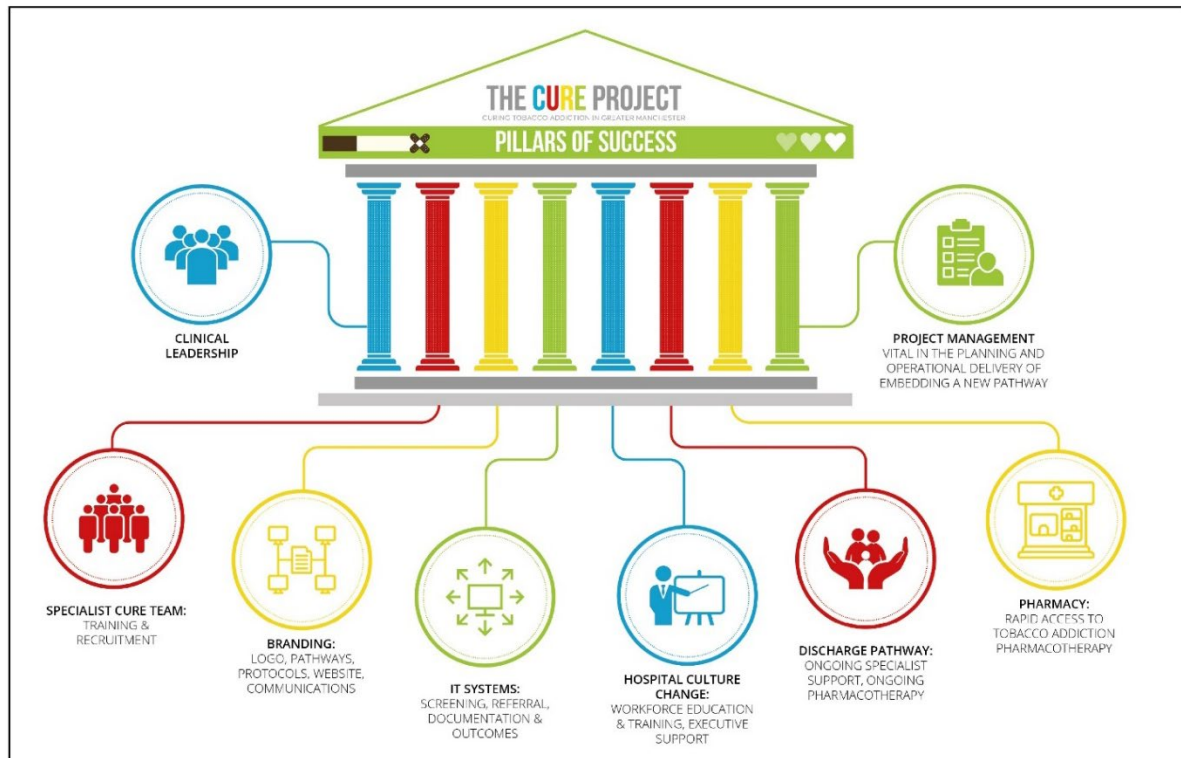 THE CURE PROJECT
CURING TOBACCO ADDICTION IN GREATER MANCHESTER
PILLARS OF SUCCESS
CLINICAL
LEADERSHIP
PROJECT MANAGEMENT
VITAL IN THE PLANNING AND
OPERATIONAL DELIVERY OF
EMBEDDING A NEW PATHWAY
SPECIALIST CURE TEAM:
TRAINING &
RECRUITMENT
BRANDING:
LOGO, PATHWAYS,
PROTOCOLS, WEBSITE,
COMMUNICATIONS
IT SYSTEMS:
SCREENING, REFERRAL,
DOCUMENTATION &
OUTCOMES
HOSPITAL CULTURE
CHANGE:
WORKFORCE EDUCATION
& TRAINING, EXECUTIVE
SUPPORT
DISCHARGE PATHWAY:
ONGOING SPECIALIST
SUPPORT, ONGOING
PHARMACOTHERAPY
PHARMACY:
RAPID ACCESS TO
TOBACCO ADDICTION
PHARMACOTHERAPY